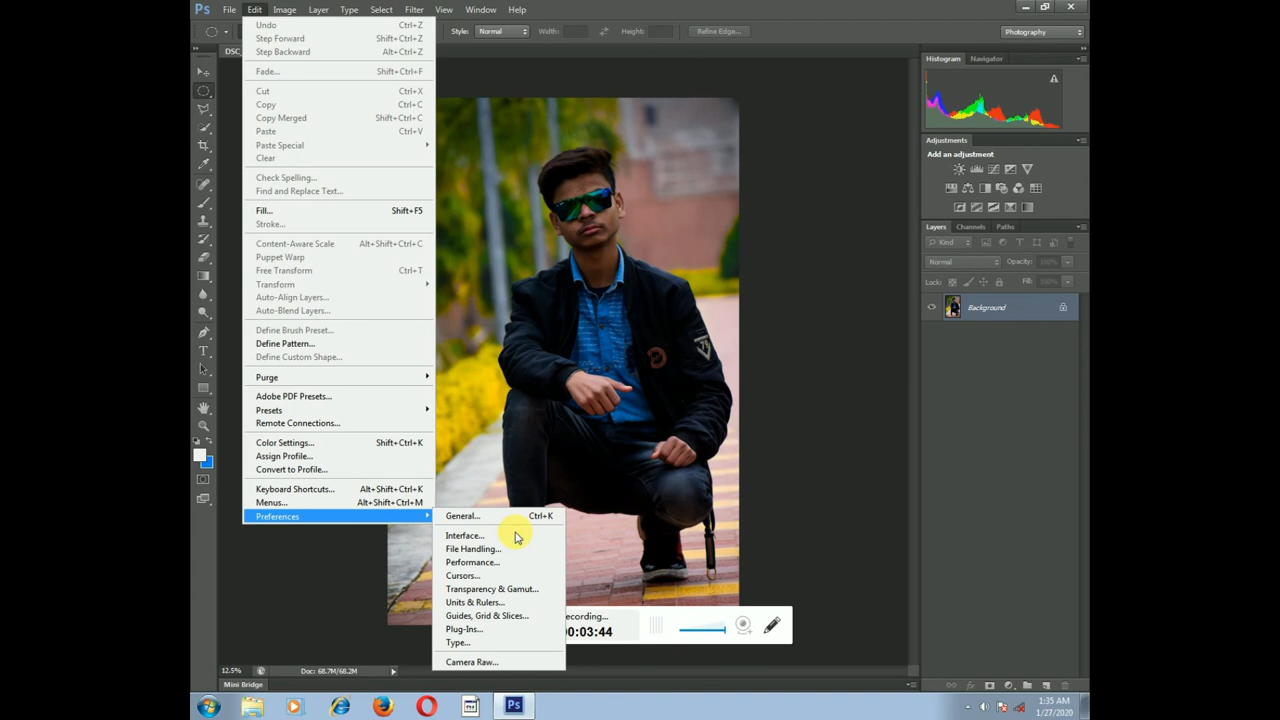 Ps File Edit Image Layer Type Select Filter View Window Help
Style: Normal Width: Height: Refine Edge... Photography
DSC_
Undo Ctrl+Z
Step Forward Shift+Ctrl+Z
Step Backward Alt+Ctrl+Z
Fade... Shift+Ctrl+F
Cut Ctrl+X
Copy Ctrl+C
Copy Merged Shift+Ctrl+C
Paste Ctrl+V
Paste Special
Clear
Check Spelling...
Find and Replace Text...
Fill... Shift+F5
Stroke...
Content-Aware Scale Alt+Shift+Ctrl+C
Puppet Warp
Free Transform Ctrl+T
Transform
Auto-Align Layers...
Auto-Blend Layers...
Define Brush Preset...
Define Pattern...
Define Custom Shape...
Purge
Adobe PDF Presets...
Presets
Remote Connections...
Color Settings... Shift+Ctrl+K
Assign Profile...
Convert to Profile...
Keyboard Shortcuts... Alt+Shift+Ctrl+K
Menus... Alt+Shift+Ctrl+M
Preferences
General... Ctrl+K
Interface...
File Handling...
Performance...
Cursors...
Transparency & Gamut...
Units & Rulers...
Guides, Grid & Slices...
Plug-Ins...
Type...
Camera Raw...
ecording...
00:03:44
Histogram Navigator
Adjustments
Add an adjustment
Layers Channels Paths
Kind
Normal Opacity: 100%
Lock: Fill: 100%
Background
79
12.5% Doc: 68.7M/68.2M
Mini Bridge
Ps
1:35 AM
1/27/2020